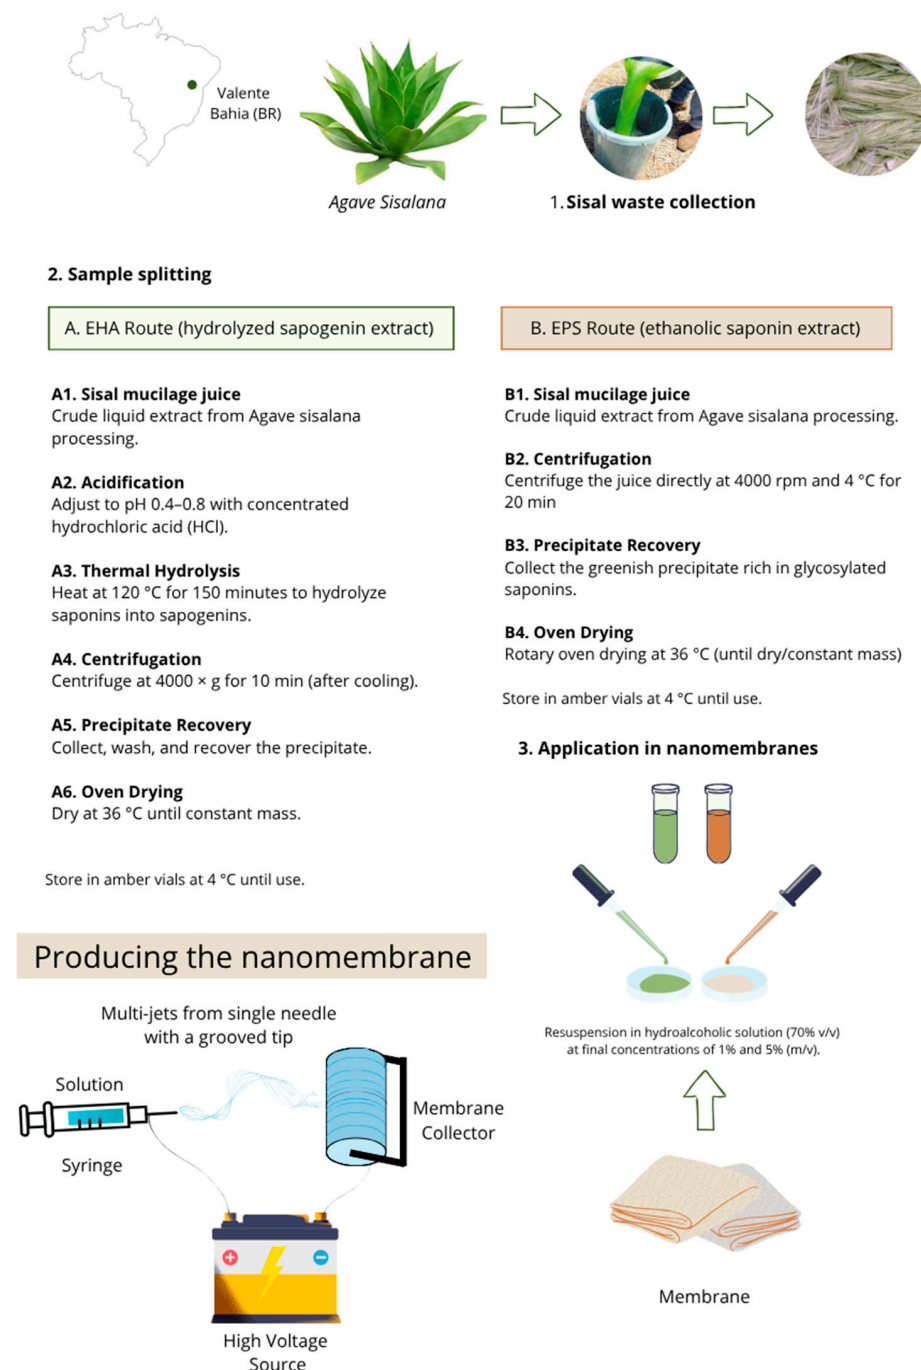 Valente
Bahia (BR)
Agave Sisalana
1. Sisal waste collection
2. Sample splitting
A. EHA Route (hydrolyzed sapogenin extract)
A1. Sisal mucilage juice
Crude liquid extract from Agave sisalana
processing.
A2. Acidification
Adjust to pH 0.4–0.8 with concentrated
hydrochloric acid (HCl).
A3. Thermal Hydrolysis
Heat at 120 °C for 150 minutes to hydrolyze
saponins into sapogenins.
A4. Centrifugation
Centrifuge at 4000 × g for 10 min (after cooling).
A5. Precipitate Recovery
Collect, wash, and recover the precipitate.
A6. Oven Drying
Dry at 36 °C until constant mass.
Store in amber vials at 4 °C until use.
B. EPS Route (ethanolic saponin extract)
B1. Sisal mucilage juice
Crude liquid extract from Agave sisalana processing.
B2. Centrifugation
Centrifuge the juice directly at 4000 rpm and 4 °C for
20 min
B3. Precipitate Recovery
Collect the greenish precipitate rich in glycosylated
saponins.
B4. Oven Drying
Rotary oven drying at 36 °C (until dry/constant mass)
Store in amber vials at 4 °C until use.
3. Application in nanomembranes
Resuspension in hydroalcoholic solution (70% v/v)
at final concentrations of 1% and 5% (m/v).
Membrane
Producing the nanomembrane
Multi-jets from single needle
with a grooved tip
Solution
Syringe
Membrane
Collector
+ −
High Voltage
Source